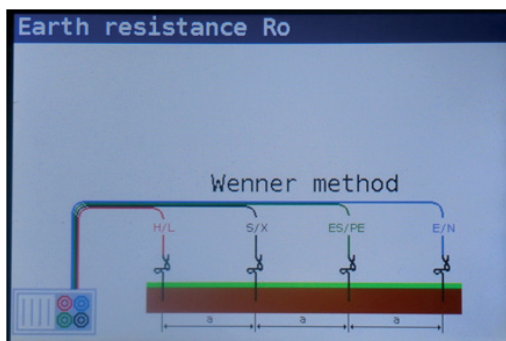 Earth resistance Ro
Wenner method
H/L S/X ES/PE E/N
a a a